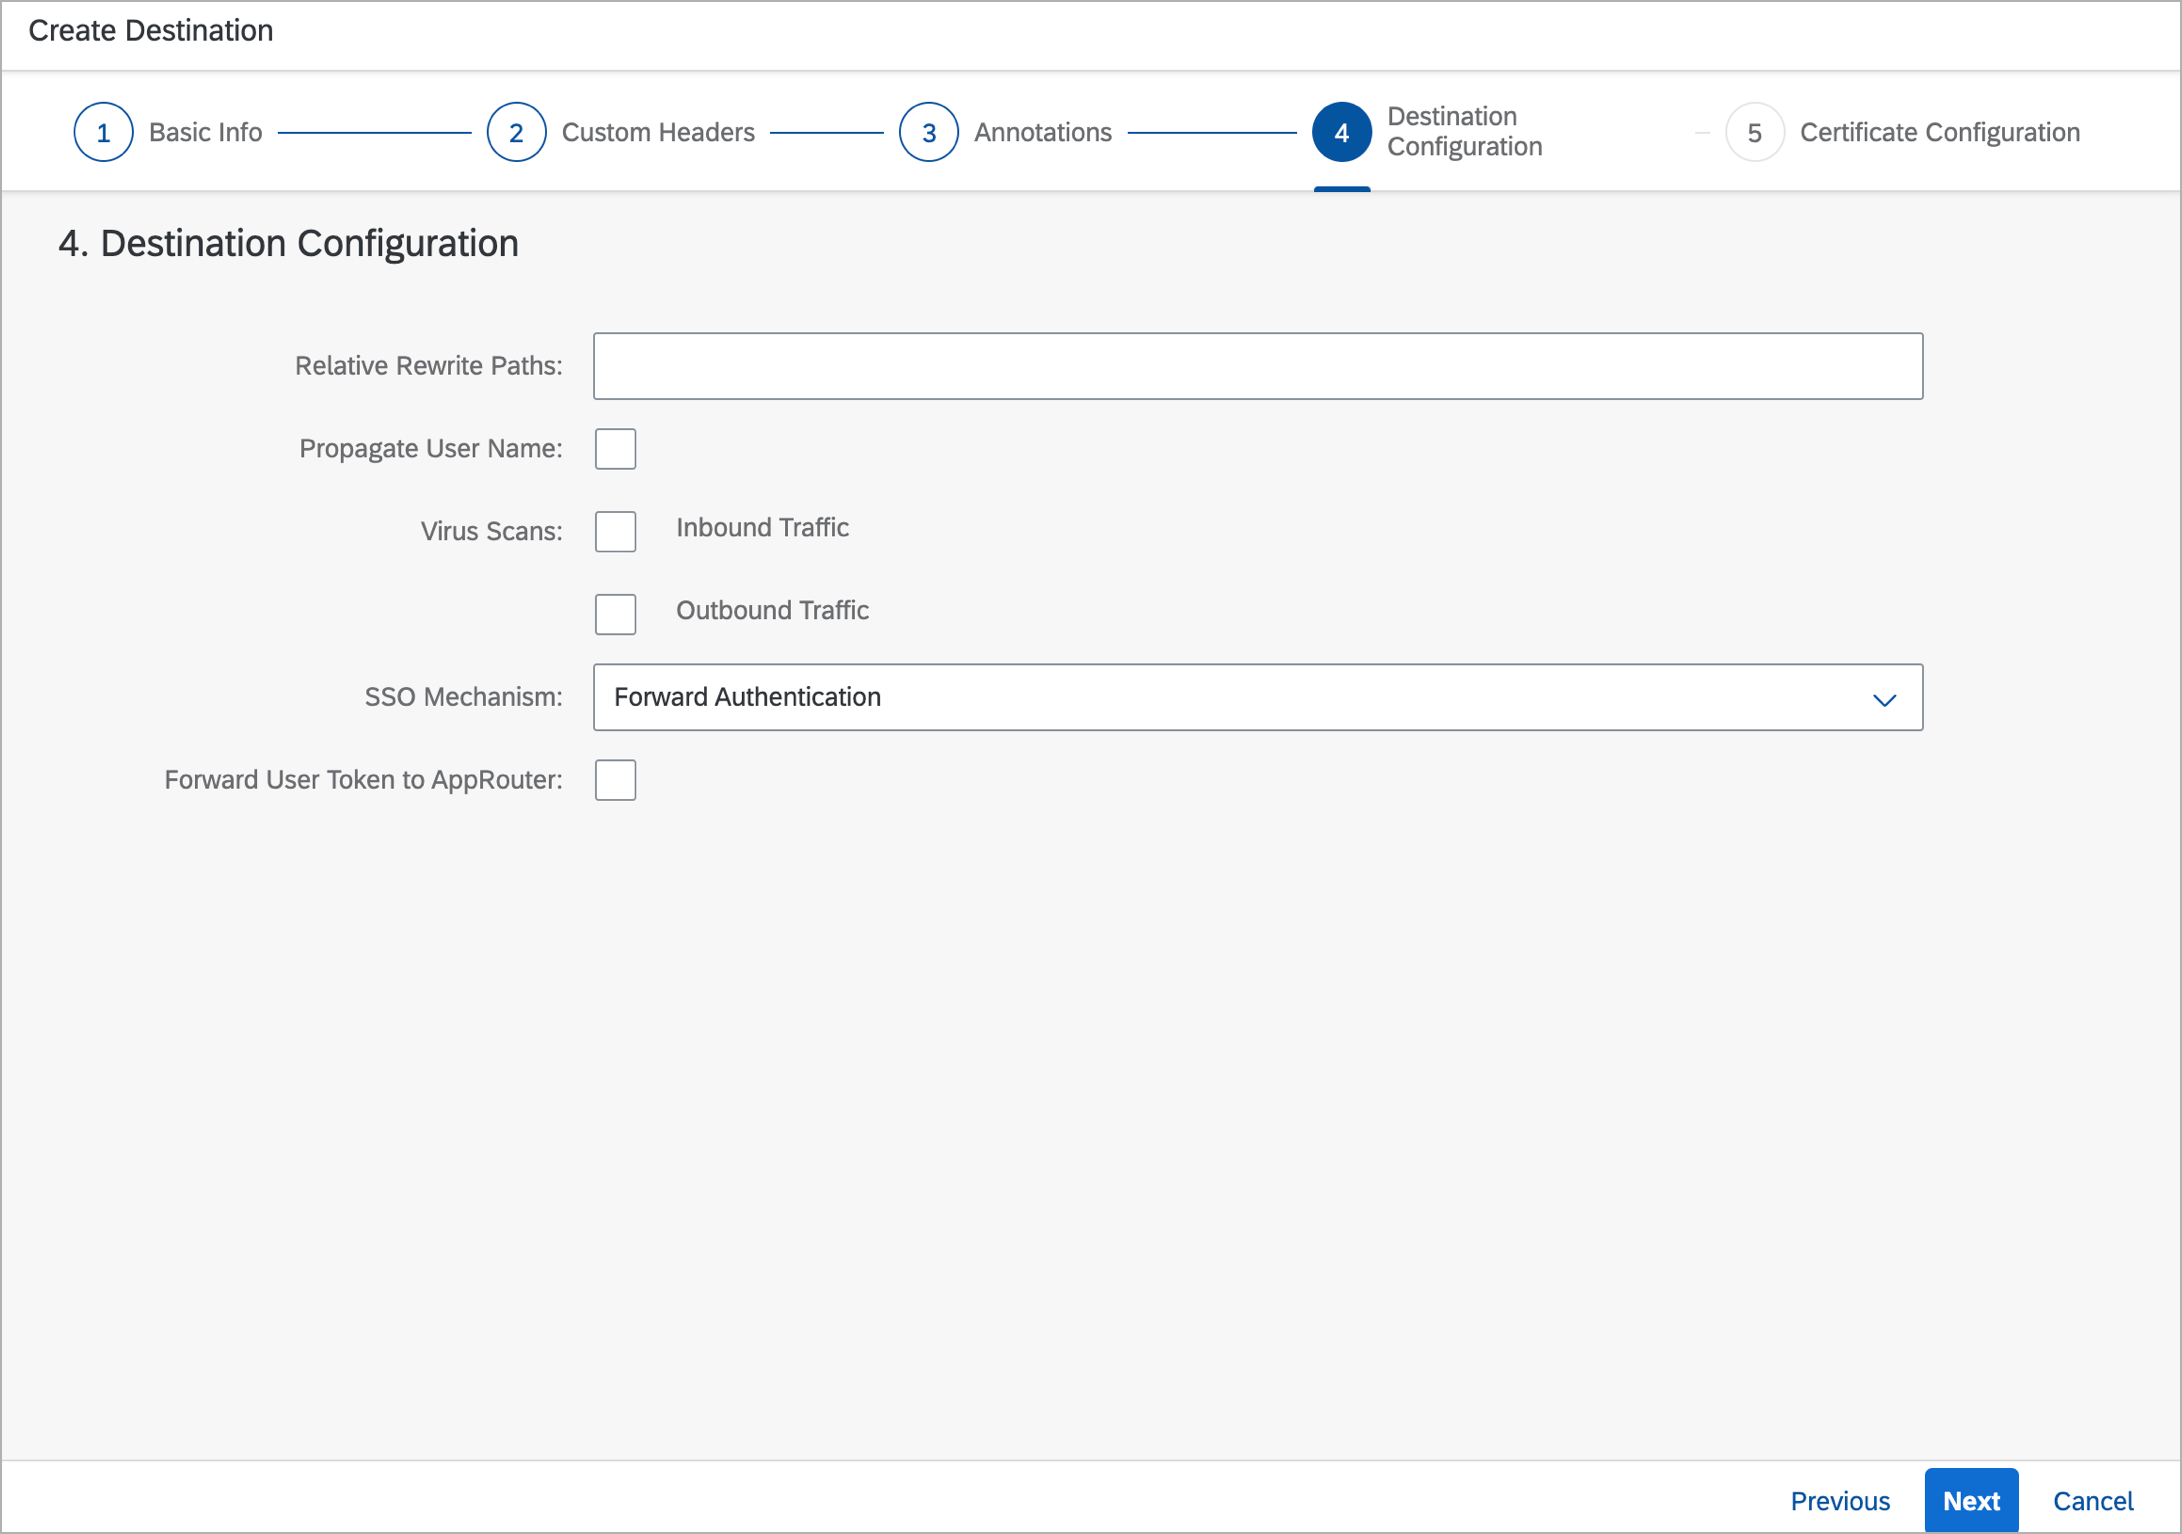 Create Destination
1 Basic Info 2 Custom Headers 3 Annotations 4 Destination Configuration 5 Certificate Configuration
4. Destination Configuration
Relative Rewrite Paths:
Propagate User Name:
Virus Scans: Inbound Traffic
Outbound Traffic
SSO Mechanism: Forward Authentication
Forward User Token to AppRouter:
Previous Next Cancel